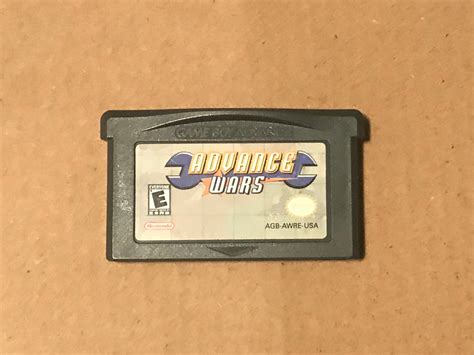 GAME BOY ADVANCE
ADVANCE
WARS
EVERYONE
E
ESRB
Nintendo
AGB-AWRE-USA